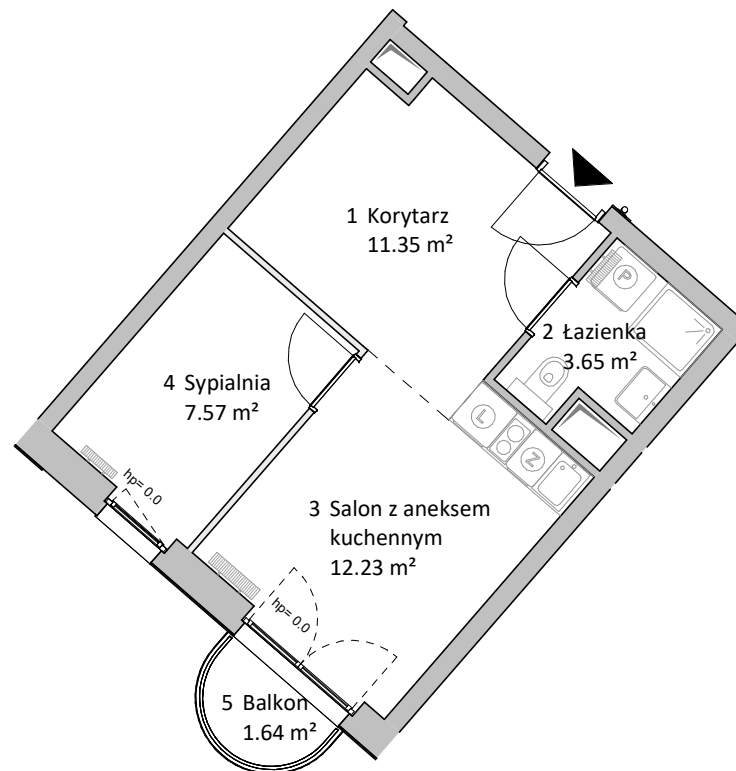 1 Korytarz
11.35 m²
P
2 Łazienka
3.65 m²
4 Sypialnia
7.57 m²
L
Z
hp= 0.0
3 Salon z aneksem
kuchennym
12.23 m²
hp= 0.0
5 Balkon
1.64 m²